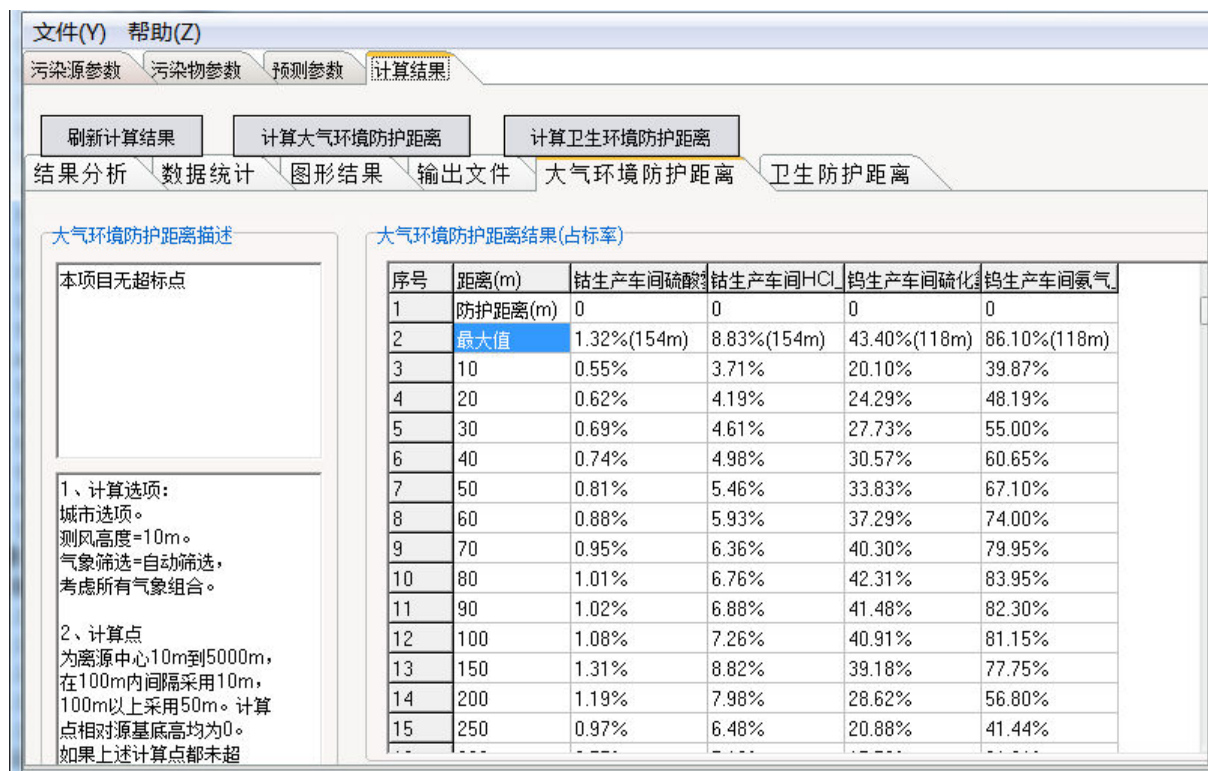 文件(Y) 帮助(Z)
污染源参数 污染物参数 预测参数 计算结果
刷新计算结果 计算大气环境防护距离 计算卫生环境防护距离
结果分析 数据统计 图形结果 输出文件 大气环境防护距离 卫生防护距离
大气环境防护距离描述
本项目无超标点
1、计算选项:
城市选项。
测风高度=10m。
气象筛选=自动筛选,
考虑所有气象组合。
2、计算点
为离源中心10m到5000m,
在100m内间隔采用10m,
100m以上采用50m。计算
点相对源基底高均为0。
如果上述计算点都未超
大气环境防护距离结果(占标率)
序号 距离(m) 钴生产车间硫酸 钴生产车间HCl_ 钨生产车间硫化 钨生产车间氨气_
1 防护距离(m) 0 0 0 0
2 最大值 1.32%(154m) 8.83%(154m) 43.40%(118m) 86.10%(118m)
3 10 0.55% 3.71% 20.10% 39.87%
4 20 0.62% 4.19% 24.29% 48.19%
5 30 0.69% 4.61% 27.73% 55.00%
6 40 0.74% 4.98% 30.57% 60.65%
7 50 0.81% 5.46% 33.83% 67.10%
8 60 0.88% 5.93% 37.29% 74.00%
9 70 0.95% 6.36% 40.30% 79.95%
10 80 1.01% 6.76% 42.31% 83.95%
11 90 1.02% 6.88% 41.48% 82.30%
12 100 1.08% 7.26% 40.91% 81.15%
13 150 1.31% 8.82% 39.18% 77.75%
14 200 1.19% 7.98% 28.62% 56.80%
15 250 0.97% 6.48% 20.88% 41.44%